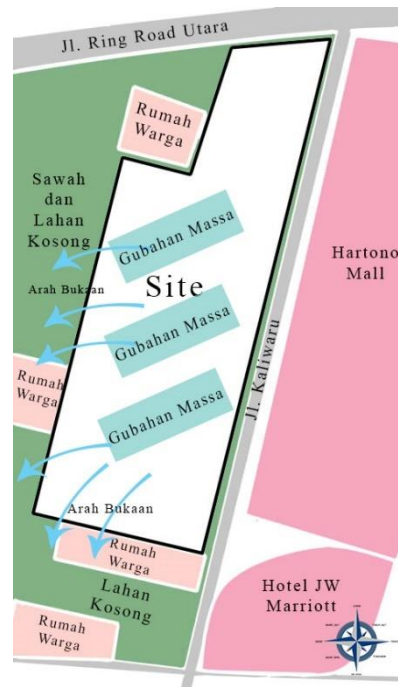 Jl. Ring Road Utara
Rumah
Warga
Sawah
dan
Lahan
Kosong
Gubahan Massa
Hartono
Mall
Arah Bukaan
Site
Gubahan Massa
Rumah
Warga
Jl. Kaliwaru
Gubahan Massa
Arah Bukaan
Rumah
Warga
Lahan
Kosong
Hotel JW
Marriott
Rumah
Warga